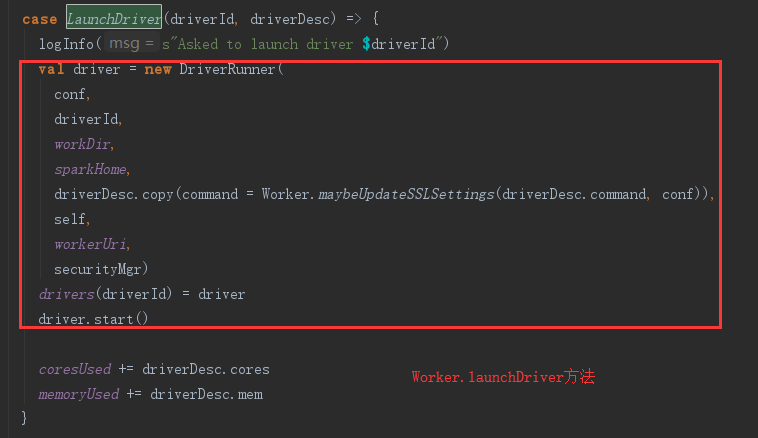 case LaunchDriver(driverId, driverDesc) => {
logInfo( msg = s"Asked to launch driver $driverId")
val driver = new DriverRunner(
conf,
driverId,
workDir,
sparkHome,
driverDesc.copy(command = Worker.maybeUpdateSSLSettings(driverDesc.command, conf)),
self,
workerUri,
securityMgr)
drivers(driverId) = driver
driver.start()
coresUsed += driverDesc.cores
memoryUsed += driverDesc.mem
Worker.launchDriver方法
}